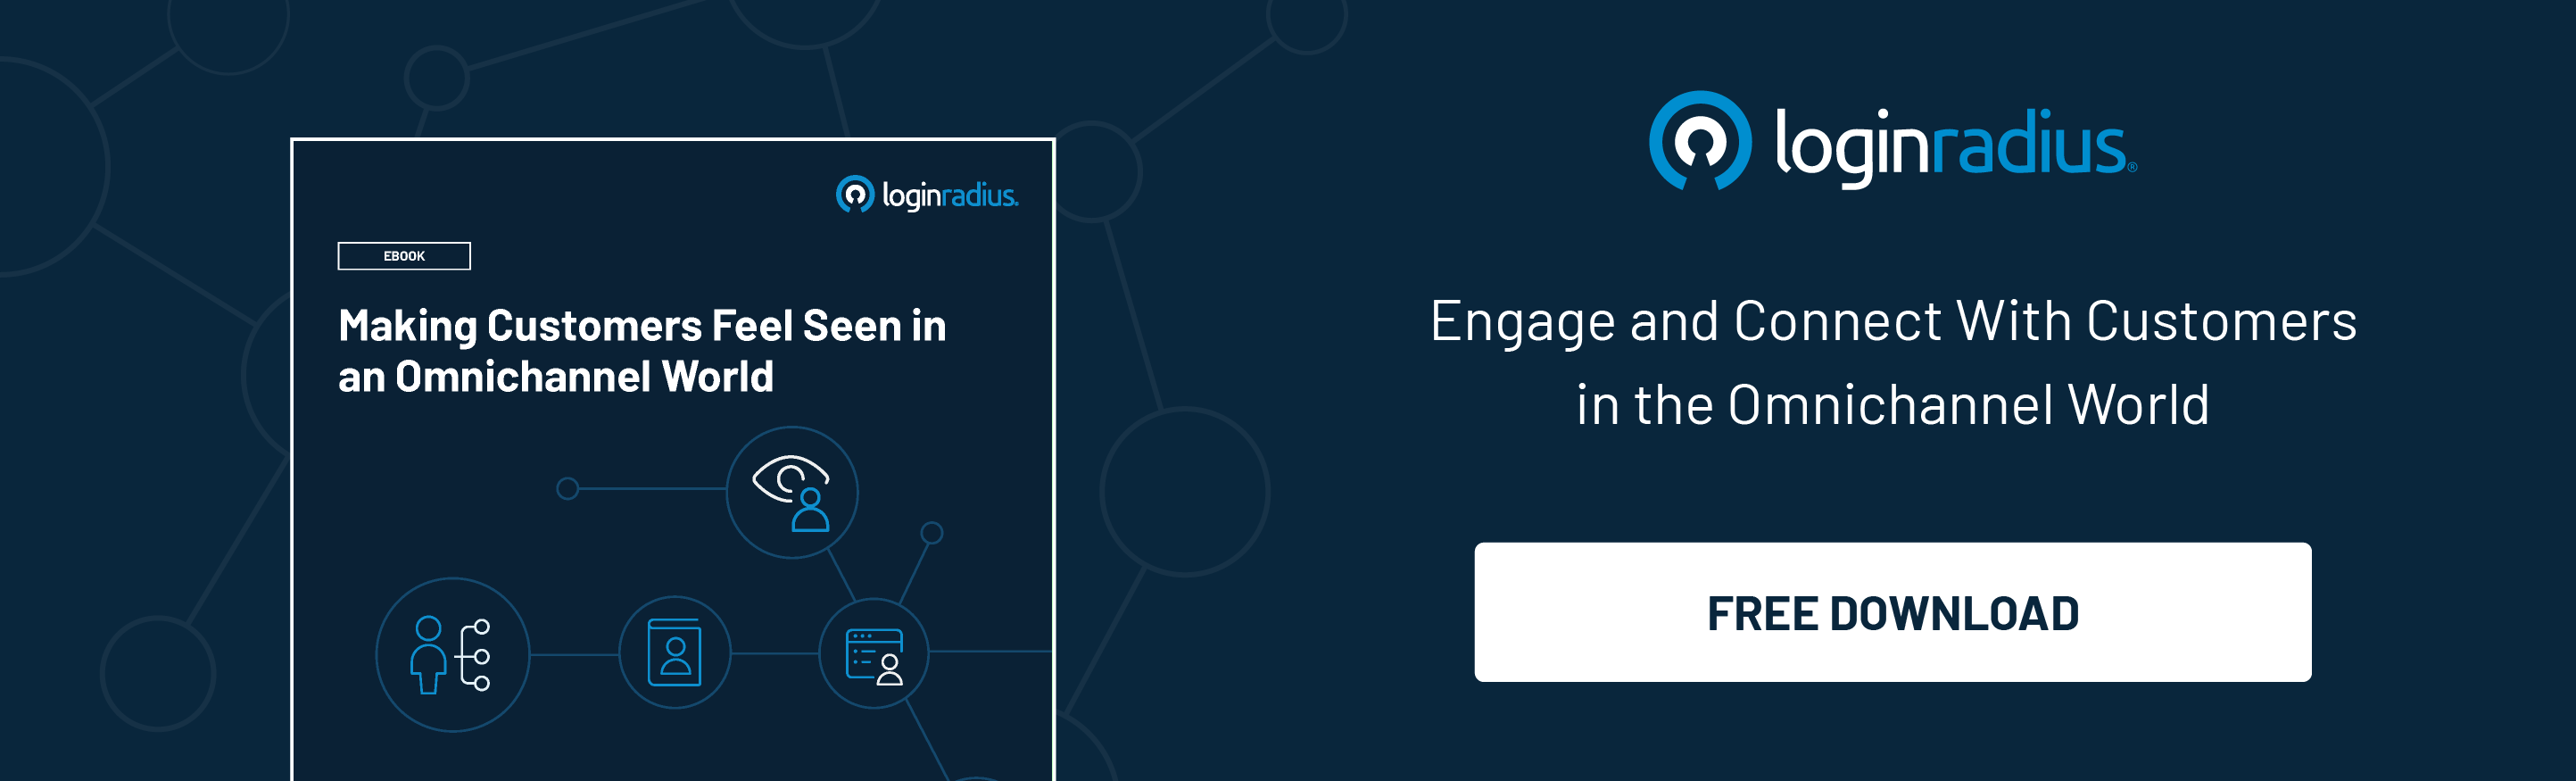 loginradius.
EBOOK
Making Customers Feel Seen in
an Omnichannel World
loginradius.®
Engage and Connect With Customers
in the Omnichannel World
FREE DOWNLOAD